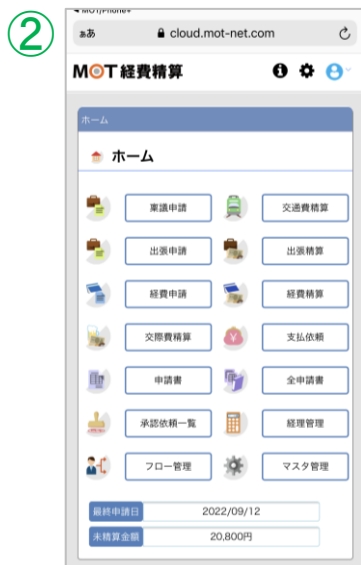 ②
MOT/Phone+
ぁあ cloud.mot-net.com
MOT 経費精算
ホーム
ホーム
稟議申請 交通費精算
出張申請 出張精算
経費申請 経費精算
交際費精算 支払依頼
申請書 全申請書
承認依頼一覧 経理管理
フロー管理 マスタ管理
最終申請日 2022/09/12
未精算金額 20,800円